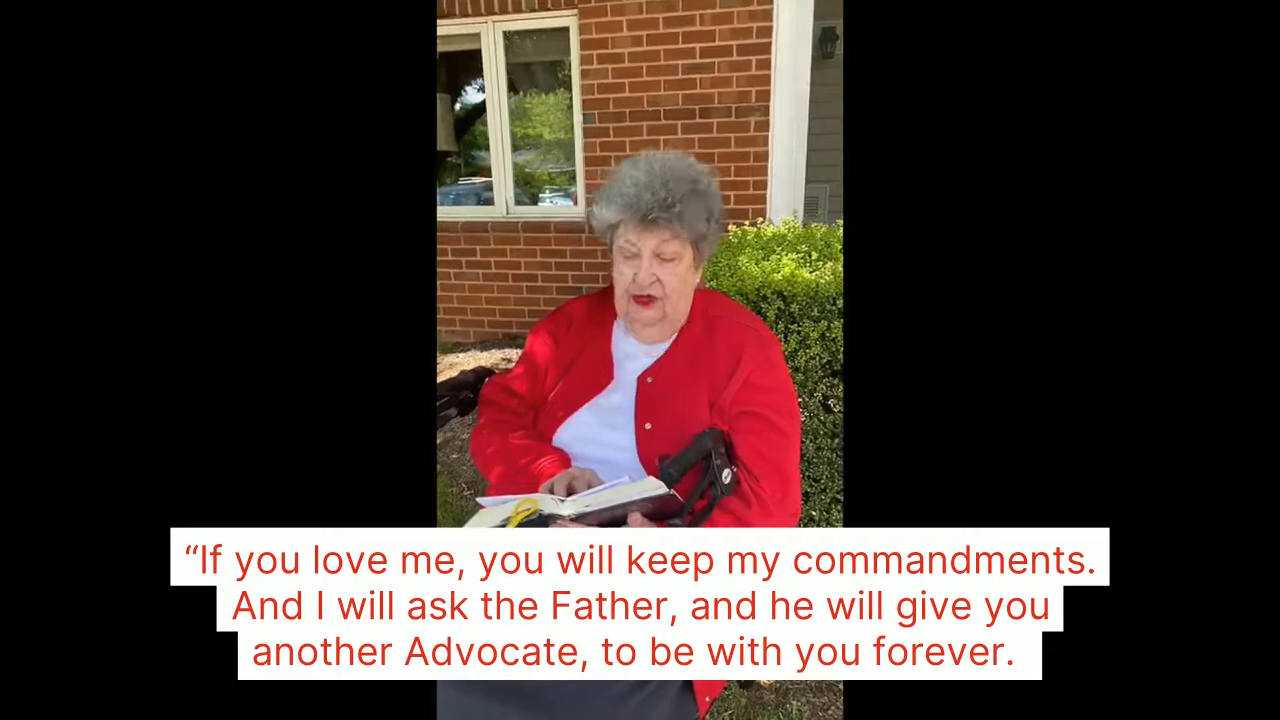 “If you love me, you will keep my commandments.
And I will ask the Father, and he will give you
another Advocate, to be with you forever.